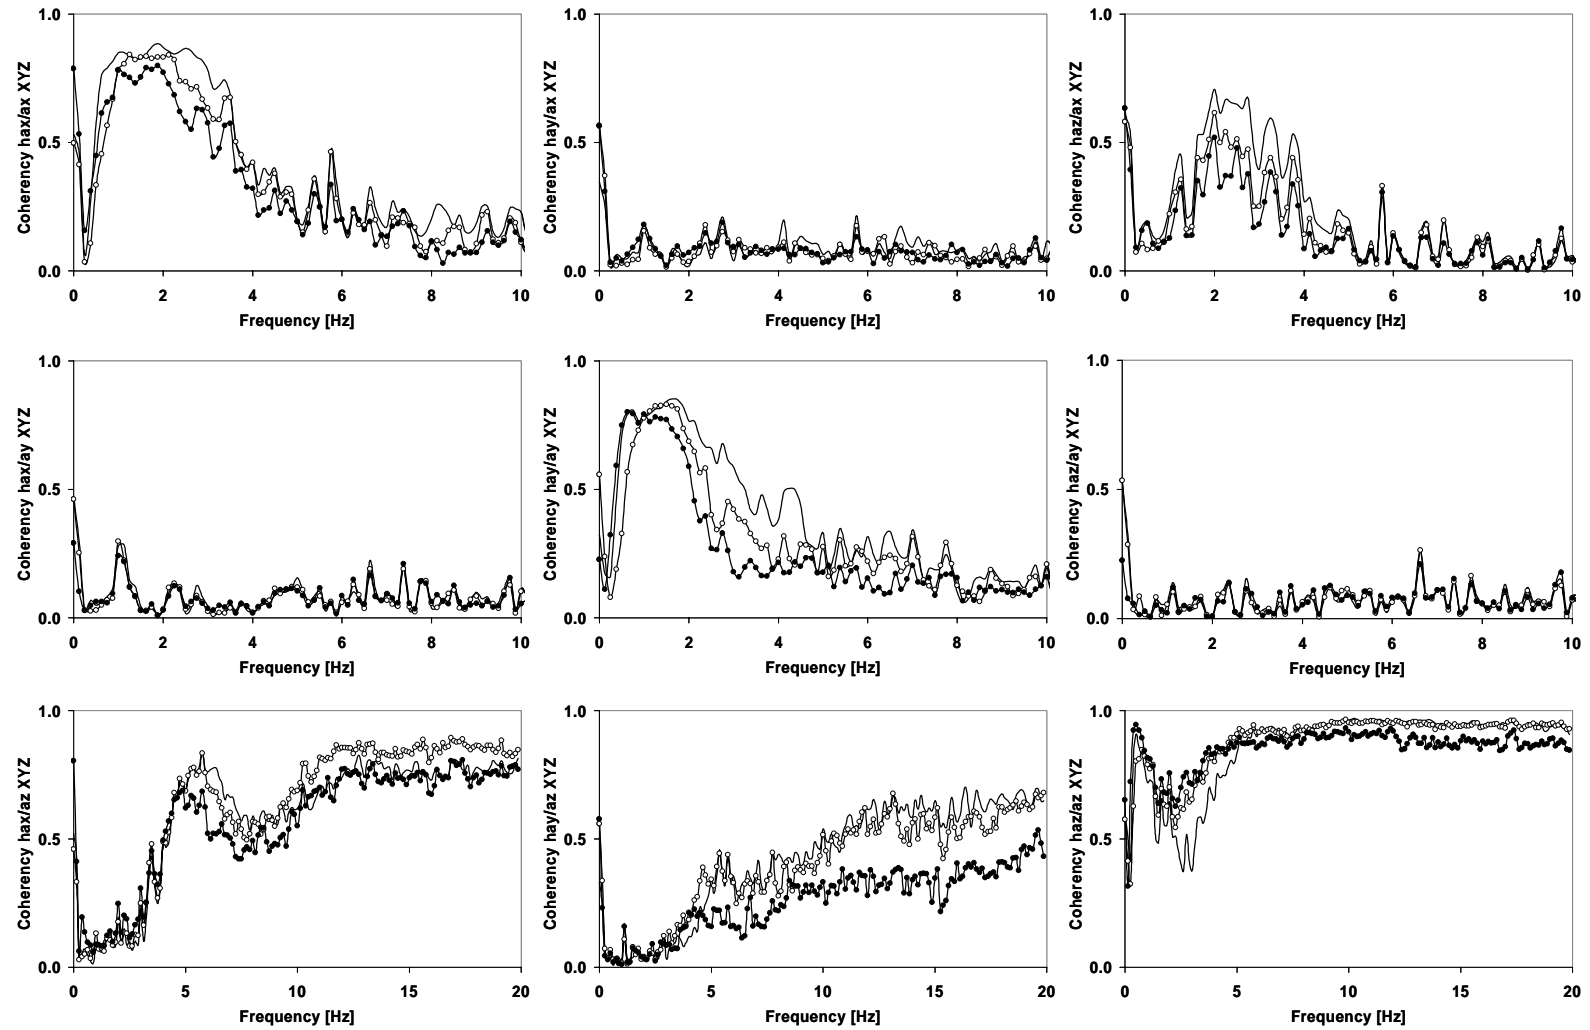 Coherency hax/ax XYZ
1.0
0.5
0.0
0 2 4 6 8 10
Frequency [Hz]
Coherency hay/ax XYZ
1.0
0.5
0.0
0 2 4 6 8 10
Frequency [Hz]
Coherency haz/ax XYZ
1.0
0.5
0.0
0 2 4 6 8 10
Frequency [Hz]
Coherency hax/ay XYZ
1.0
0.5
0.0
0 2 4 6 8 10
Frequency [Hz]
Coherency hay/ay XYZ
1.0
0.5
0.0
0 2 4 6 8 10
Frequency [Hz]
Coherency haz/ay XYZ
1.0
0.5
0.0
0 2 4 6 8 10
Frequency [Hz]
Coherency hax/az XYZ
1.0
0.5
0.0
0 5 10 15 20
Frequency [Hz]
Coherency hay/az XYZ
1.0
0.5
0.0
0 5 10 15 20
Frequency [Hz]
Coherency haz/az XYZ
1.0
0.5
0.0
0 5 10 15 20
Frequency [Hz]